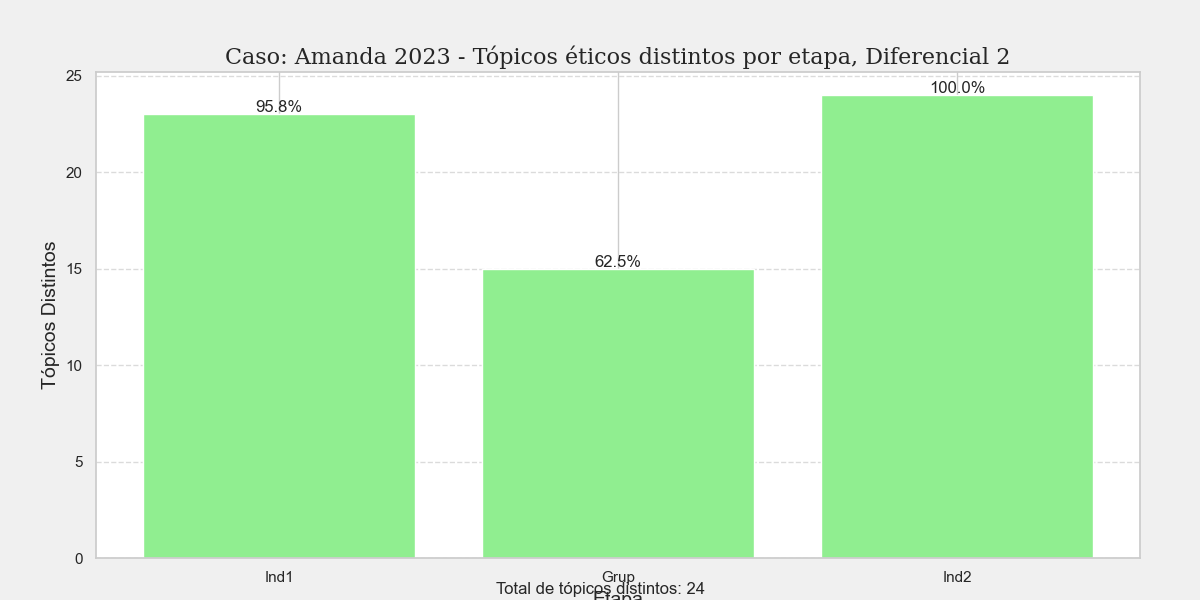 Caso: Amanda 2023 - Tópicos éticos distintos por etapa, Diferencial 2
25
20
15
10
5
0
Tópicos Distintos
95.8%
62.5%
100.0%
Ind1
Grup
Ind2
Total de tópicos distintos: 24
Etapa